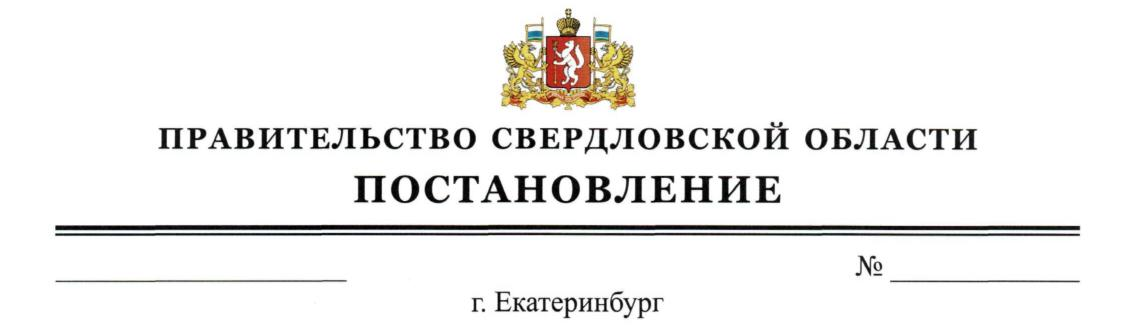 ПРАВИТЕЛЬСТВО СВЕРДЛОВСКОЙ ОБЛАСТИ
ПОСТАНОВЛЕНИЕ
№
г. Екатеринбург